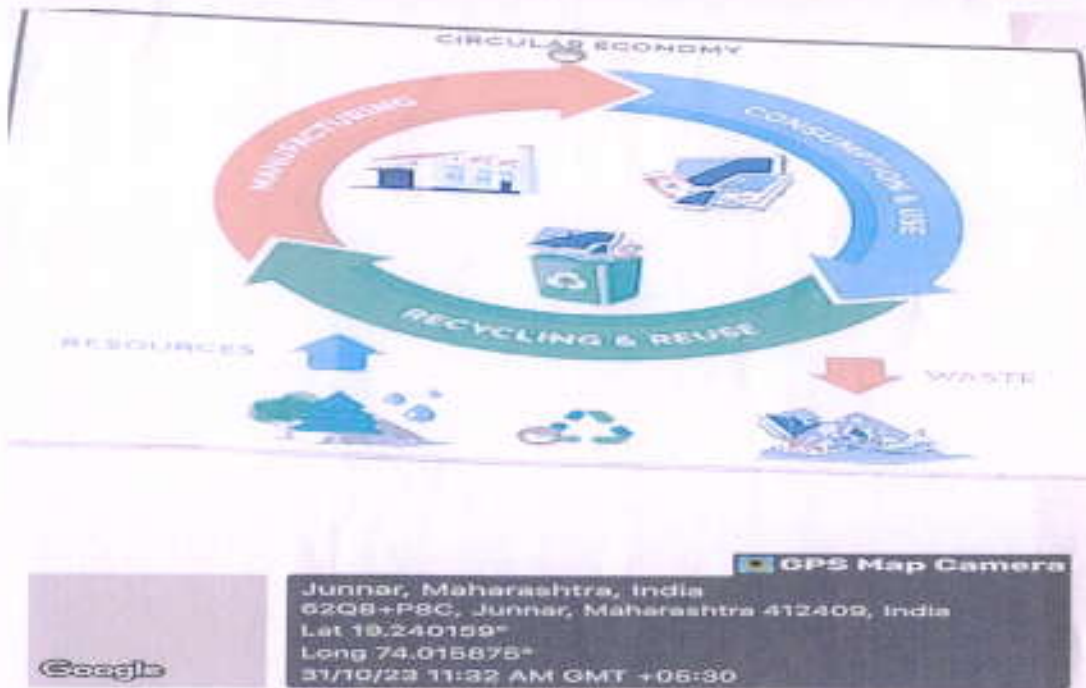 CIRCULAR ECONOMY
MANUFACTURING
CONSUMPTION & USE
RECYCLING & REUSE
RESOURCES
WASTE
GPS Map Camera
Junnar, Maharashtra, India
62Q8+P8C, Junnar, Maharashtra 412409, India
Lat 19.240159°
Long 74.015875°
31/10/23 11:32 AM GMT +05:30
Google